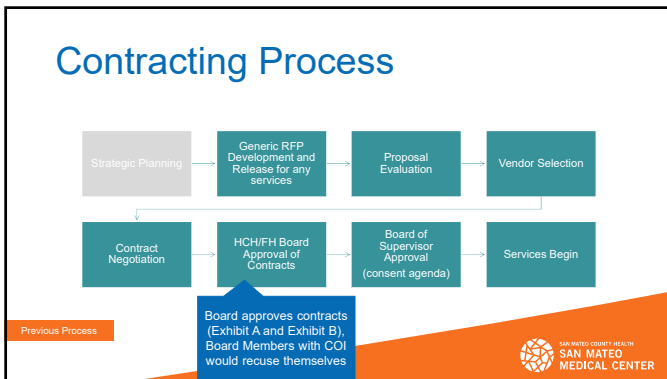 Contracting Process
Strategic Planning
Generic RFP
Development and
Release for any
services
Proposal
Evaluation
Vendor Selection
Contract
Negotiation
HCH/FH Board
Approval of
Contracts
Board of
Supervisor
Approval
(consent agenda)
Services Begin
Board approves contracts
(Exhibit A and Exhibit B),
Board Members with COI
would recuse themselves
Previous Process
SAN MATEO COUNTY HEALTH
SAN MATEO
MEDICAL CENTER